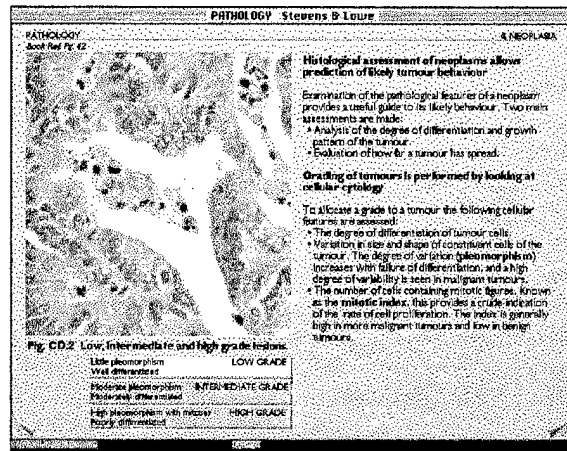 PATHOLOGY Stevens & Lowe
PATHOLOGY
6 NEOPLASIA
Book Ref Pg. 42
Fig. CD.2 Low, intermediate and high grade lesions.
Little pleomorphism LOW GRADE
Well differentiated
Moderate pleomorphism INTERMEDIATE GRADE
Moderately differentiated
High pleomorphism with mitoses HIGH GRADE
Poorly differentiated
Histological assessment of neoplasms allows
prediction of likely tumour behaviour
Examination of the pathological features of a neoplasm
provides a useful guide to its likely behaviour. Two main
assessments are made:
• Analysis of the degree of differentiation and growth
pattern of the tumour.
• Evaluation of how far a tumour has spread.
Grading of tumours is performed by looking at
cellular cytology
To allocate a grade to a tumour the following cellular
features are assessed:
• The degree of differentiation of tumour cells.
• Variation in size and shape of constituent cells of the
tumour. The degree of variation (pleomorphism)
increases with failure of differentiation, and a high
degree of variability is seen in malignant tumours.
• The number of cells containing mitotic figures. Known
as the mitotic index, this provides a crude indication
of the rate of cell proliferation. The index is generally
high in more malignant tumours and low in benign
tumours.